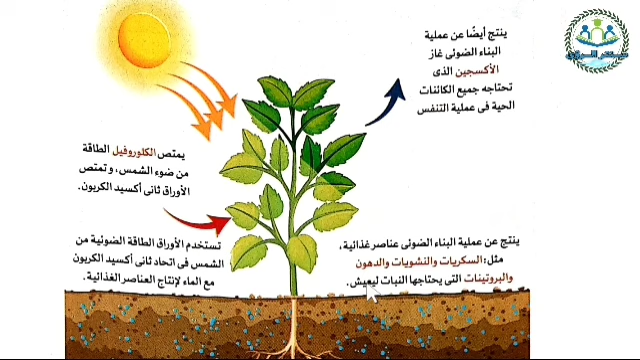 ينتج أيضًا عن عملية
البناء الضوئى غاز
الأكسجين الذى
تحتاجه جميع الكائنات
الحية فى عملية التنفس
يمتص الكلوروفيل الطاقة
من ضوء الشمس، و تمتص
الأوراق ثانى أكسيد الكربون.
تستخدم الأوراق الطاقة الضوئية من
الشمس فى اتحاد ثانى أكسيد الكربون
مع الماء لإنتاج العناصر الغذائية.
ينتج عن عملية البناء الضوئى عناصر غذائية،
مثل: السكريات والنشويات والدهون
والبروتينات التى يحتاجها النبات ليعيش.